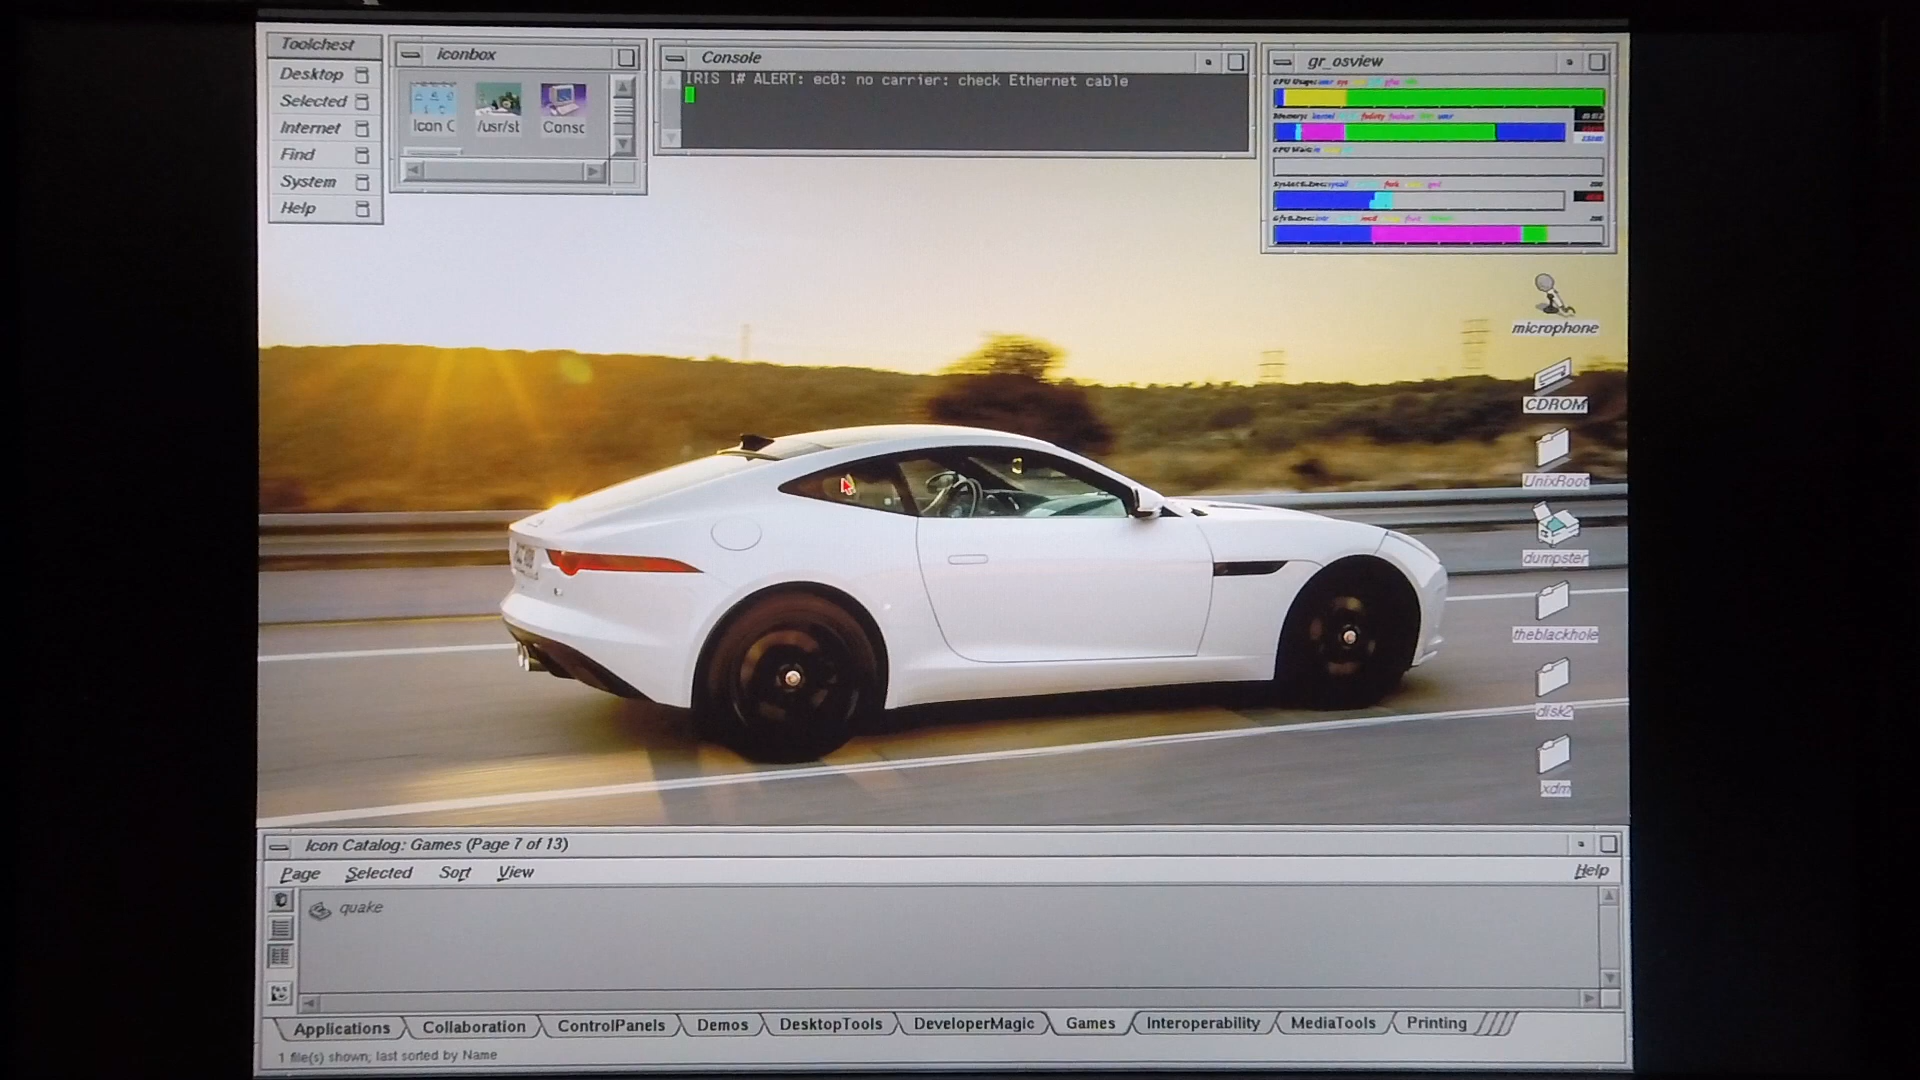 Toolchest
Desktop
Selected
Internet
Find
System
Help
iconbox
Icon C
/usr/st
Consc
Console
IRIS 1# ALERT: ec0: no carrier: check Ethernet cable
gr_osview
microphone
CDROM
UnixRoot
dumpster
theblackhole
disk2
xdm
Icon Catalog: Games (Page 7 of 13)
Page Selected Sort View Help
quake
Applications Collaboration ControlPanels Demos DesktopTools DeveloperMagic Games Interoperability MediaTools Printing
1 file(s) shown; last sorted by Name